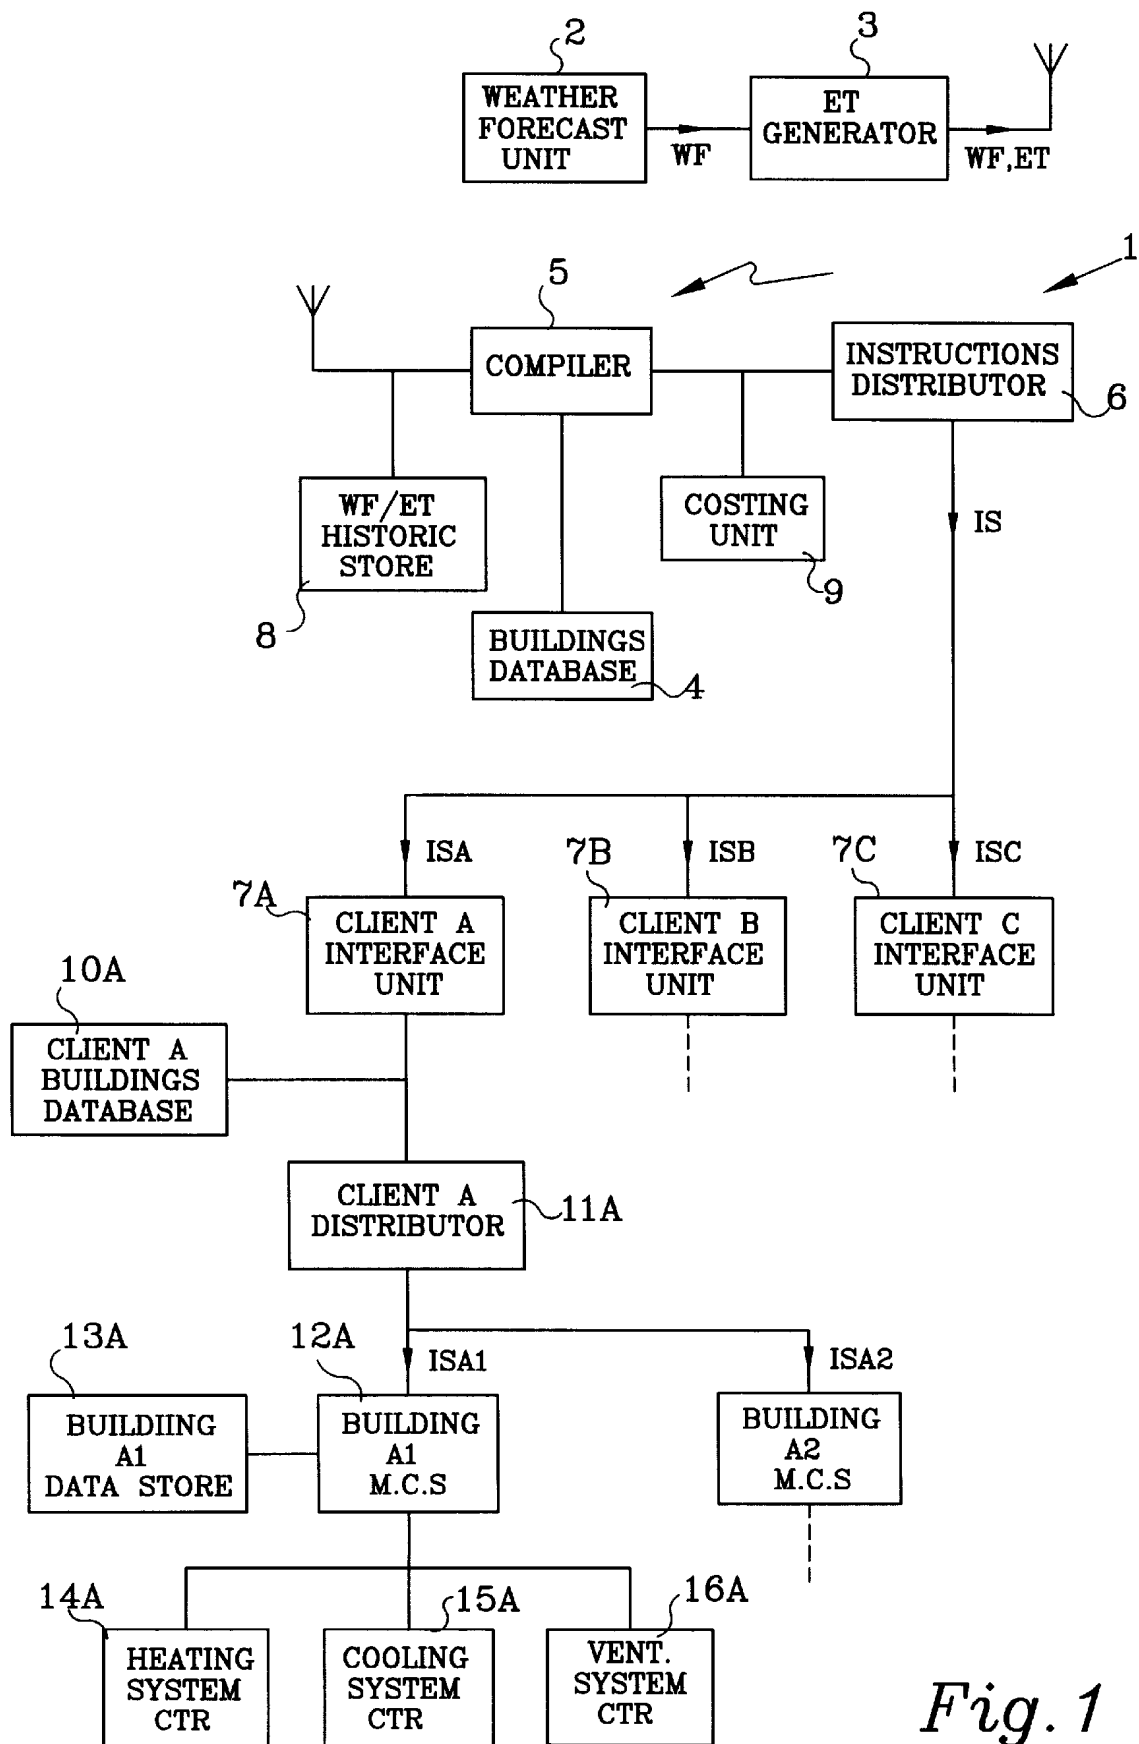 2
3
WEATHER
FORECAST
UNIT
WF
ET
GENERATOR
WF,ET
1
5
COMPILER
INSTRUCTIONS
DISTRIBUTOR
6
WF/ET
HISTORIC
STORE
8
COSTING
UNIT
9
IS
BUILDINGS
DATABASE
4
ISA
7B
ISB
7C
ISC
7A
CLIENT A
INTERFACE
UNIT
CLIENT B
INTERFACE
UNIT
CLIENT C
INTERFACE
UNIT
10A
CLIENT A
BUILDINGS
DATABASE
CLIENT A
DISTRIBUTOR
11A
13A
12A
ISA1
ISA2
BUILDIING
A1
DATA STORE
BUILDING
A1
M.C.S
BUILDING
A2
M.C.S
14A
15A
16A
HEATING
SYSTEM
CTR
COOLING
SYSTEM
CTR
VENT.
SYSTEM
CTR
Fig. 1